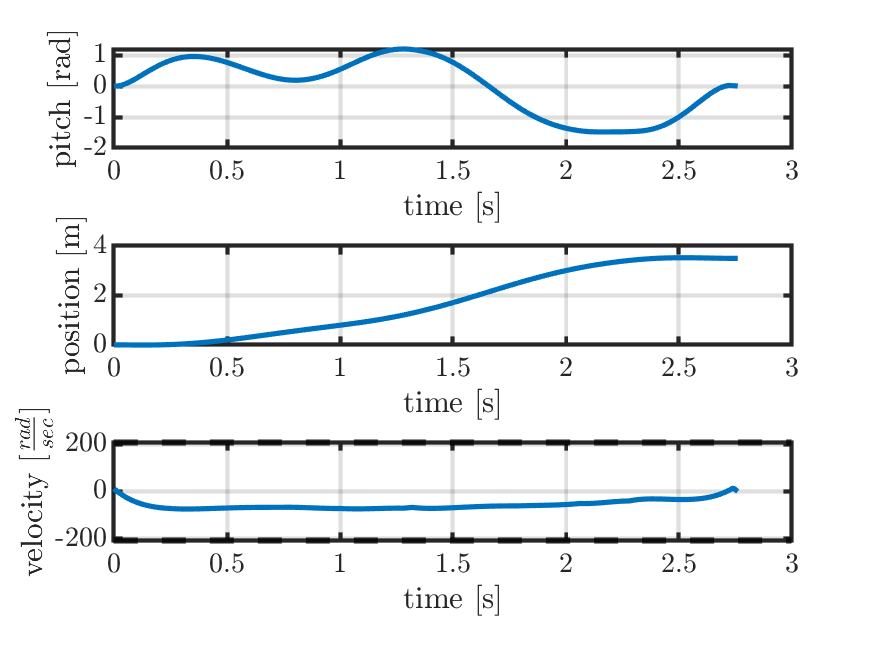 pitch [rad]
1
0
-1
-2
0 0.5 1 1.5 2 2.5 3
time [s]
position [m]
4
2
0
0 0.5 1 1.5 2 2.5 3
time [s]
velocity [rad/sec]
200
0
-200
0 0.5 1 1.5 2 2.5 3
time [s]